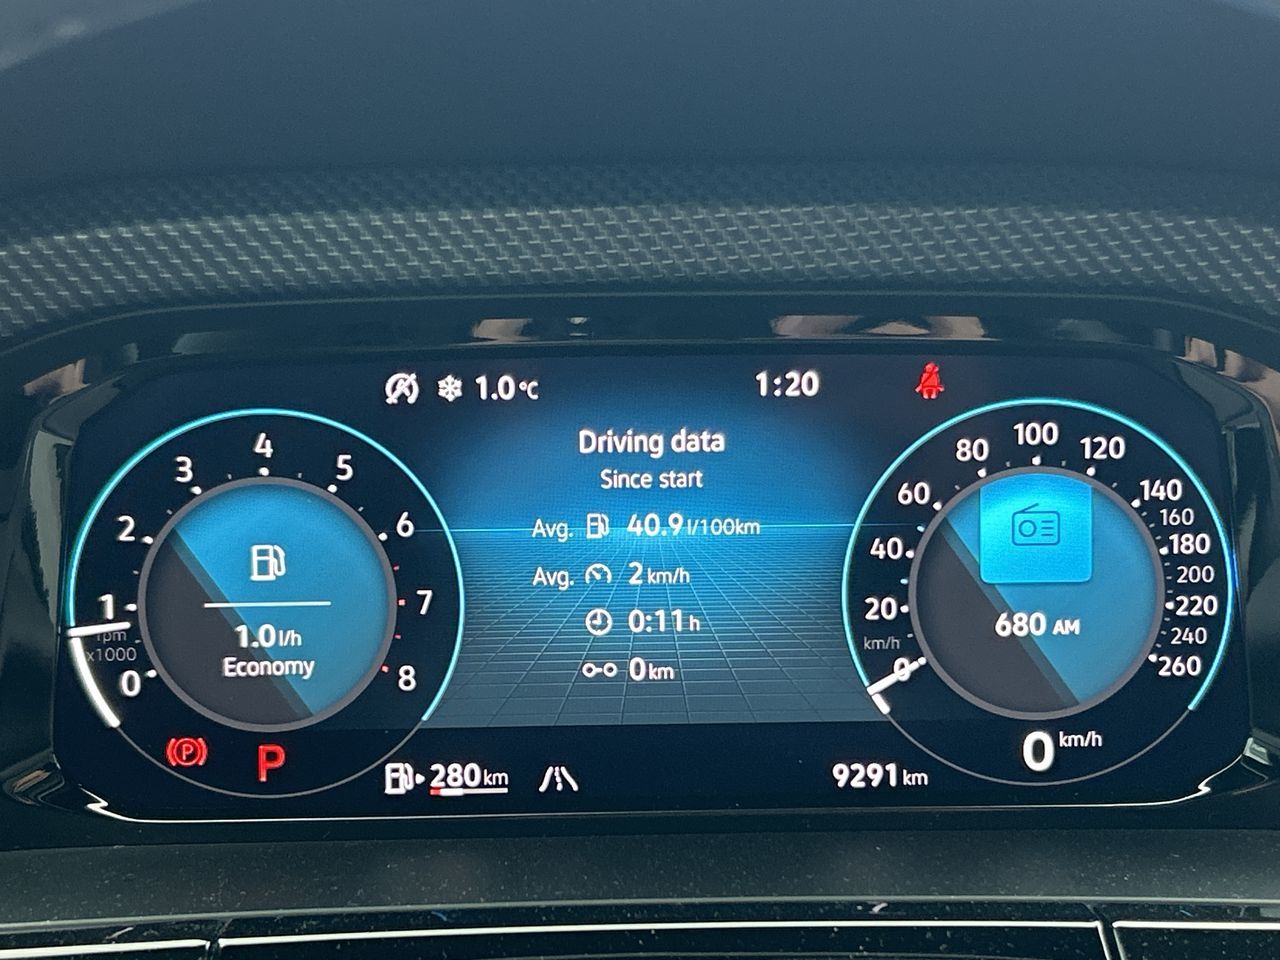 1.0°C
1:20
Driving data
Since start
Avg. 40.9 l/100km
Avg. 2 km/h
0:11 h
0 km
0
1
2
3
4
5
6
7
8
rpm
x1000
1.0 l/h
Economy
P
P
280 km
0
20
40
60
80
100
120
140
160
180
200
220
240
260
km/h
680 AM
0 km/h
9291 km